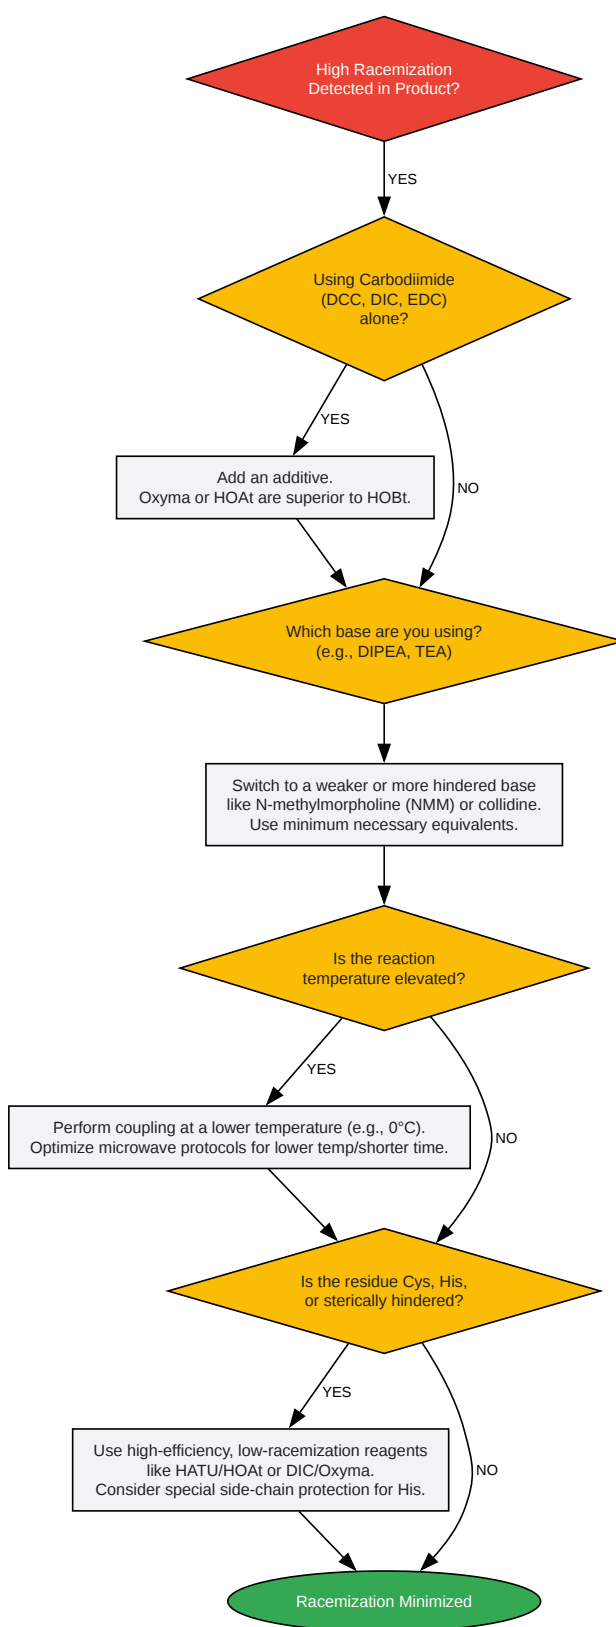 High Racemization
Detected in Product?
YES
Using Carbodiimide
(DCC, DIC, EDC)
alone?
YES
Add an additive.
Oxyma or HOAt are superior to HOBt.
NO
Which base are you using?
(e.g., DIPEA, TEA)
Switch to a weaker or more hindered base
like N-methylmorpholine (NMM) or collidine.
Use minimum necessary equivalents.
Is the reaction
temperature elevated?
YES
Perform coupling at a lower temperature (e.g., 0°C).
Optimize microwave protocols for lower temp/shorter time.
NO
Is the residue Cys, His,
or sterically hindered?
YES
Use high-efficiency, low-racemization reagents
like HATU/HOAt or DIC/Oxyma.
Consider special side-chain protection for His.
NO
Racemization Minimized